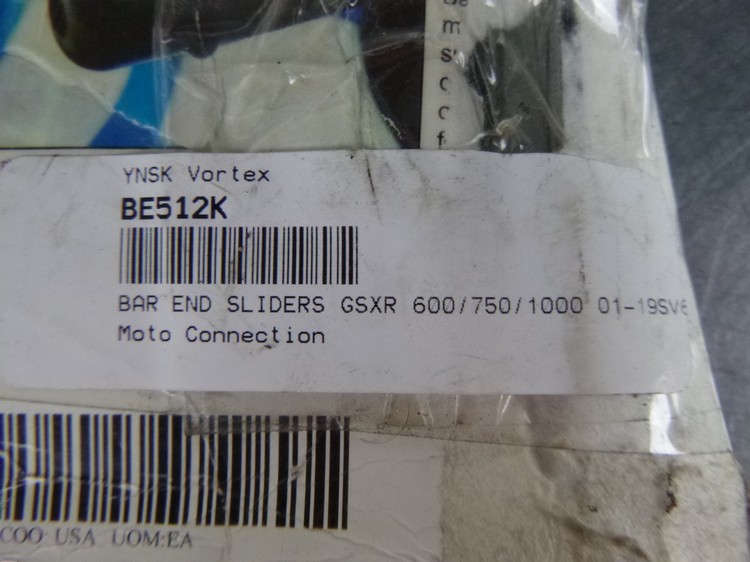 m
s
c
c
f
YNSK Vortex
BE512K
BAR END SLIDERS GSXR 600/750/1000 01-19SV6
Moto Connection
COO: USA UOM:EA